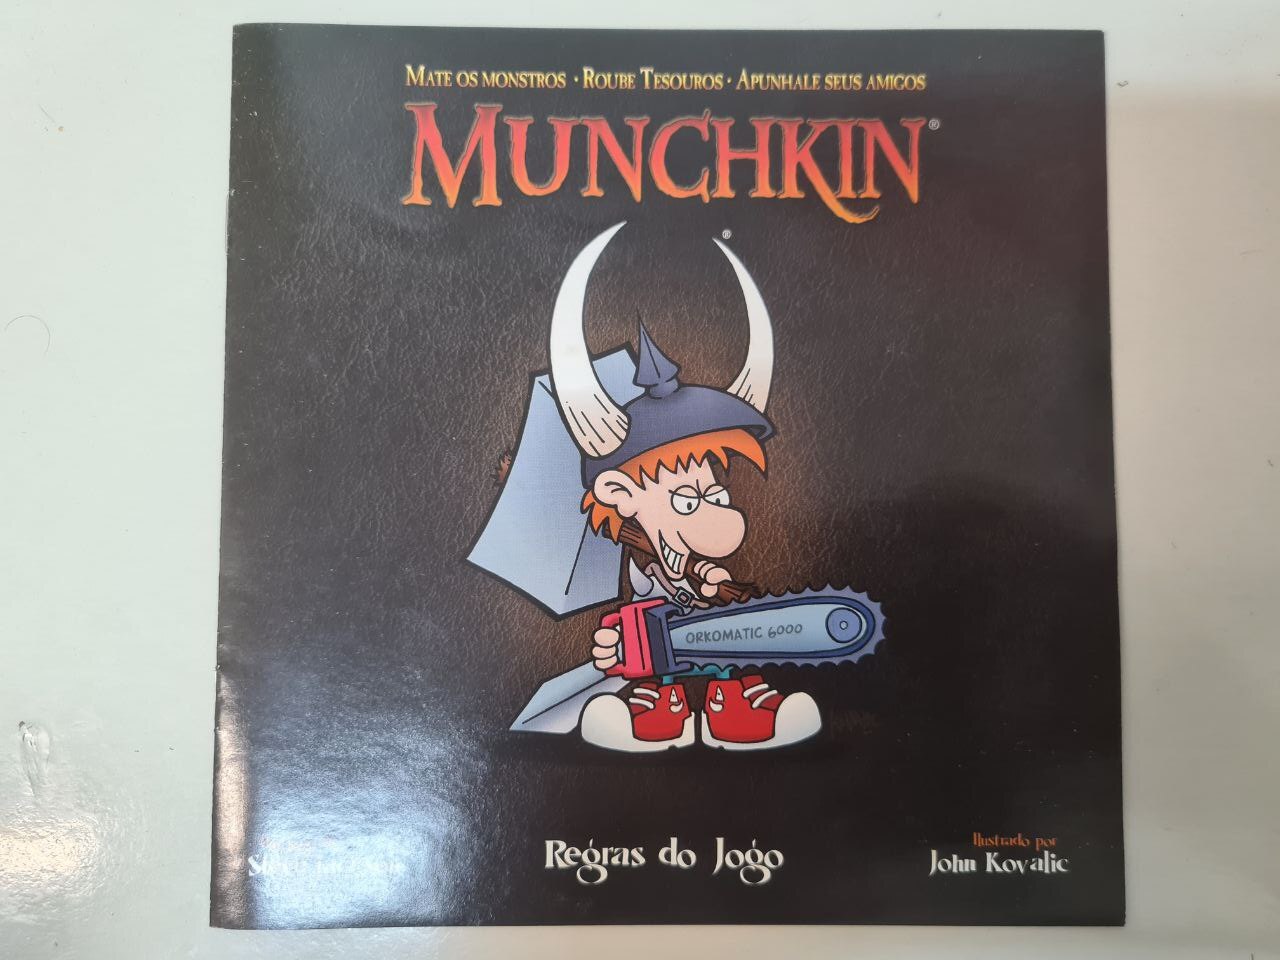 MATE OS MONSTROS · ROUBE TESOUROS · APUNHALE SEUS AMIGOS
MUNCHKIN®
®
ORKOMATIC 6000
Regras do Jogo
Ilustrado por
John Kovalic